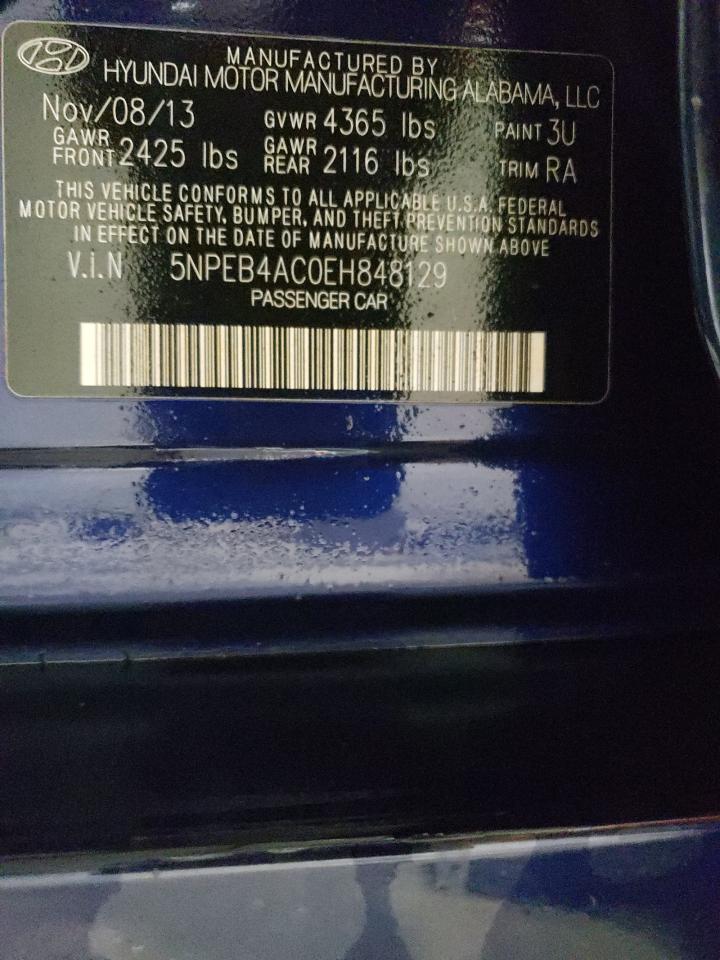 MANUFACTURED BY
HYUNDAI MOTOR MANUFACTURING ALABAMA, LLC
Nov/08/13 GVWR 4365 lbs PAINT 3U
GAWR FRONT 2425 lbs GAWR REAR 2116 lbs TRIM RA
THIS VEHICLE CONFORMS TO ALL APPLICABLE U.S.A. FEDERAL
MOTOR VEHICLE SAFETY, BUMPER, AND THEFT PREVENTION STANDARDS
IN EFFECT ON THE DATE OF MANUFACTURE SHOWN ABOVE
V.i.N 5NPEB4AC0EH848129
PASSENGER CAR